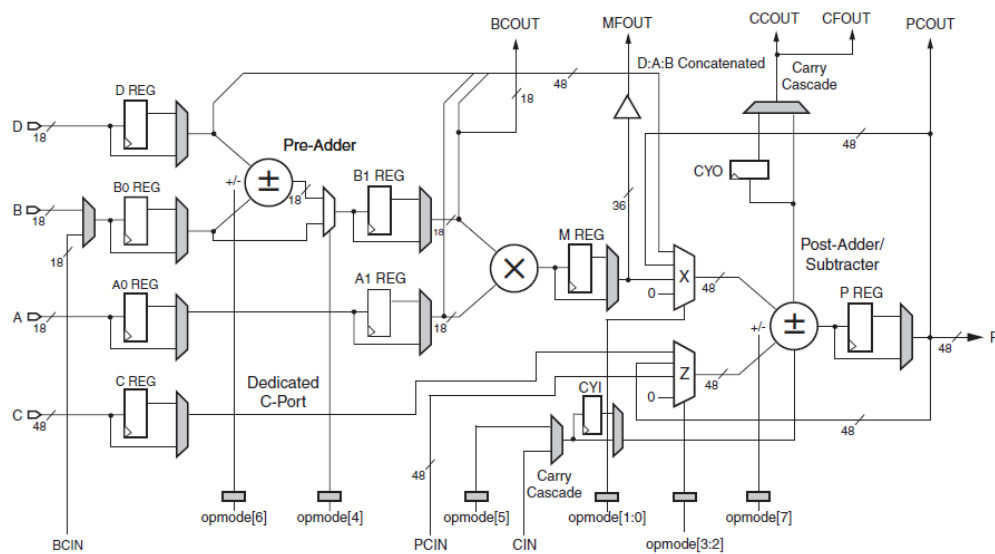 BCOUT
MFOUT
CCOUT
CFOUT
PCOUT
D:A:B Concatenated
Carry
Cascade
48
18
D REG
D
18
Pre-Adder
+/-
±
18
B0 REG
B
18
18
B1 REG
18
CYO
48
36
M REG
×
X
0
48
Post-Adder/
Subtracter
P REG
+/-
±
48
P
A0 REG
A
18
A1 REG
18
C REG
C
48
Dedicated
C-Port
Z
0
48
CYI
48
48
Carry
Cascade
opmode[6]
opmode[4]
opmode[5]
opmode[1:0]
opmode[7]
opmode[3:2]
BCIN
PCIN
CIN